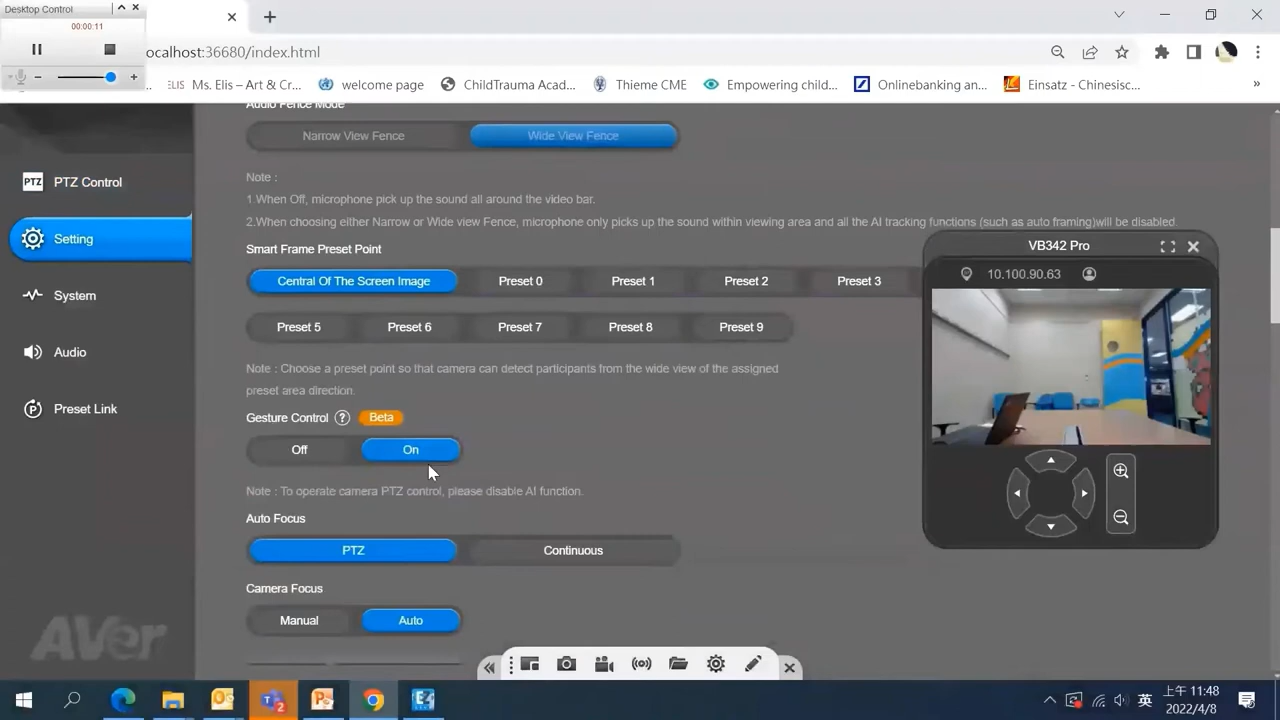 Desktop Control
00:00:11
localhost:36680/index.html
ELIS Ms. Elis – Art & Cr...
welcome page
ChildTrauma Acad...
Thieme CME
Empowering child...
Onlinebanking an...
Einsatz - Chinesisc...
»
Audio Fence Mode
Narrow View Fence
Wide View Fence
PTZ PTZ Control
Note :
1.When Off, microphone pick up the sound all around the video bar.
2.When choosing either Narrow or Wide view Fence, microphone only picks up the sound within viewing area and all the AI tracking functions (such as auto framing)will be disabled.
Setting
Smart Frame Preset Point
VB342 Pro
Central Of The Screen Image
Preset 0
Preset 1
Preset 2
Preset 3
10.100.90.63
System
Preset 5
Preset 6
Preset 7
Preset 8
Preset 9
Audio
Note : Choose a preset point so that camera can detect participants from the wide view of the assigned
preset area direction.
Preset Link
Gesture Control ? Beta
Off
On
Note : To operate camera PTZ control, please disable AI function.
Auto Focus
PTZ
Continuous
Camera Focus
Manual
Auto
AVer
英
上午 11:48
2022/4/8